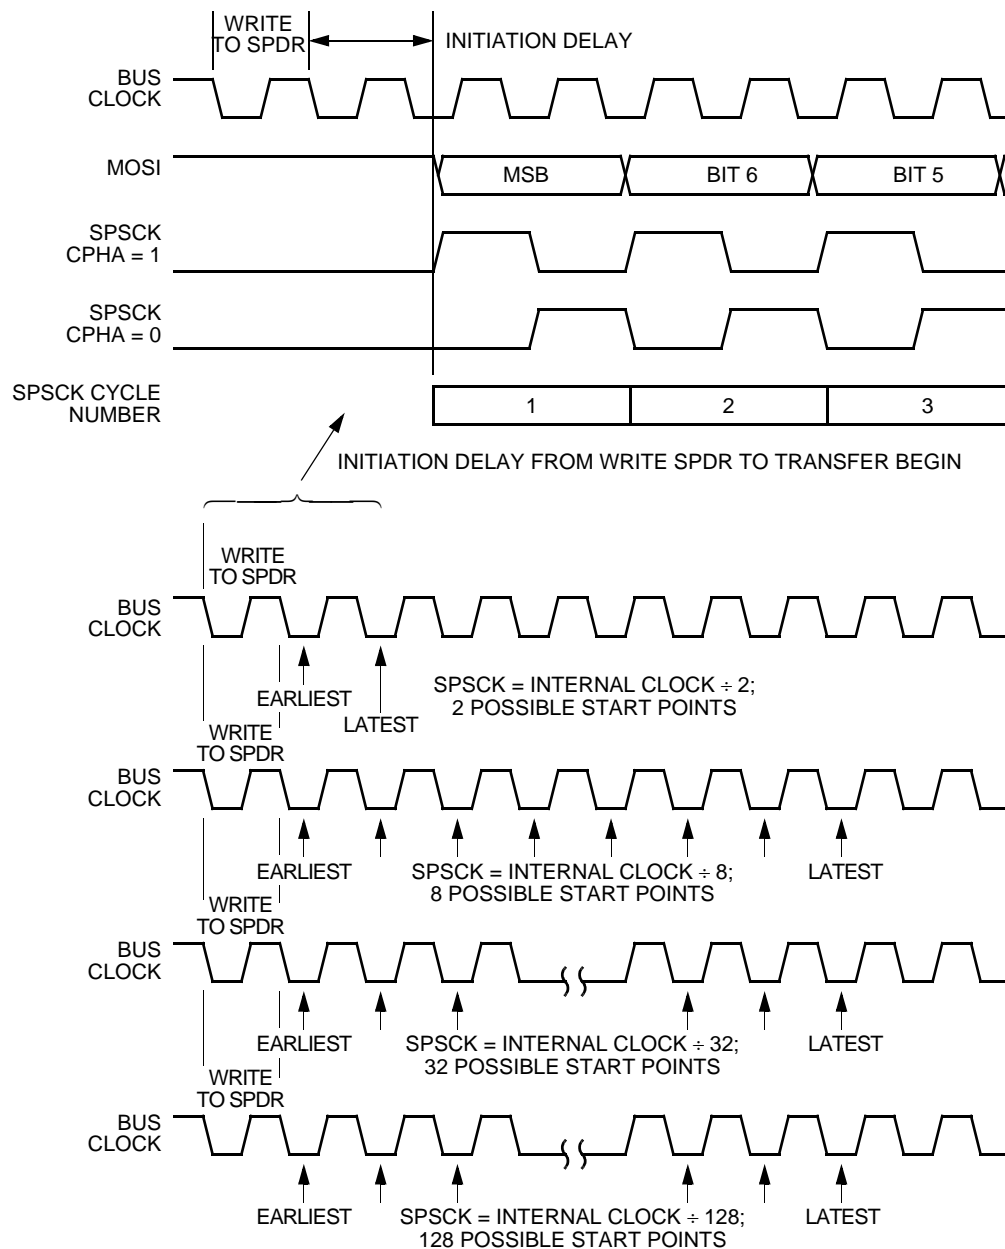 WRITE
TO SPDR
INITIATION DELAY
BUS
CLOCK
MOSI
MSB
BIT 6
BIT 5
SPSCK
CPHA = 1
SPSCK
CPHA = 0
SPSCK CYCLE
NUMBER
1
2
3
INITIATION DELAY FROM WRITE SPDR TO TRANSFER BEGIN
WRITE
TO SPDR
BUS
CLOCK
EARLIEST
LATEST
SPSCK = INTERNAL CLOCK ÷ 2;
2 POSSIBLE START POINTS
WRITE
TO SPDR
BUS
CLOCK
EARLIEST
SPSCK = INTERNAL CLOCK ÷ 8;
8 POSSIBLE START POINTS
LATEST
WRITE
TO SPDR
BUS
CLOCK
EARLIEST
SPSCK = INTERNAL CLOCK ÷ 32;
32 POSSIBLE START POINTS
LATEST
WRITE
TO SPDR
BUS
CLOCK
EARLIEST
SPSCK = INTERNAL CLOCK ÷ 128;
128 POSSIBLE START POINTS
LATEST